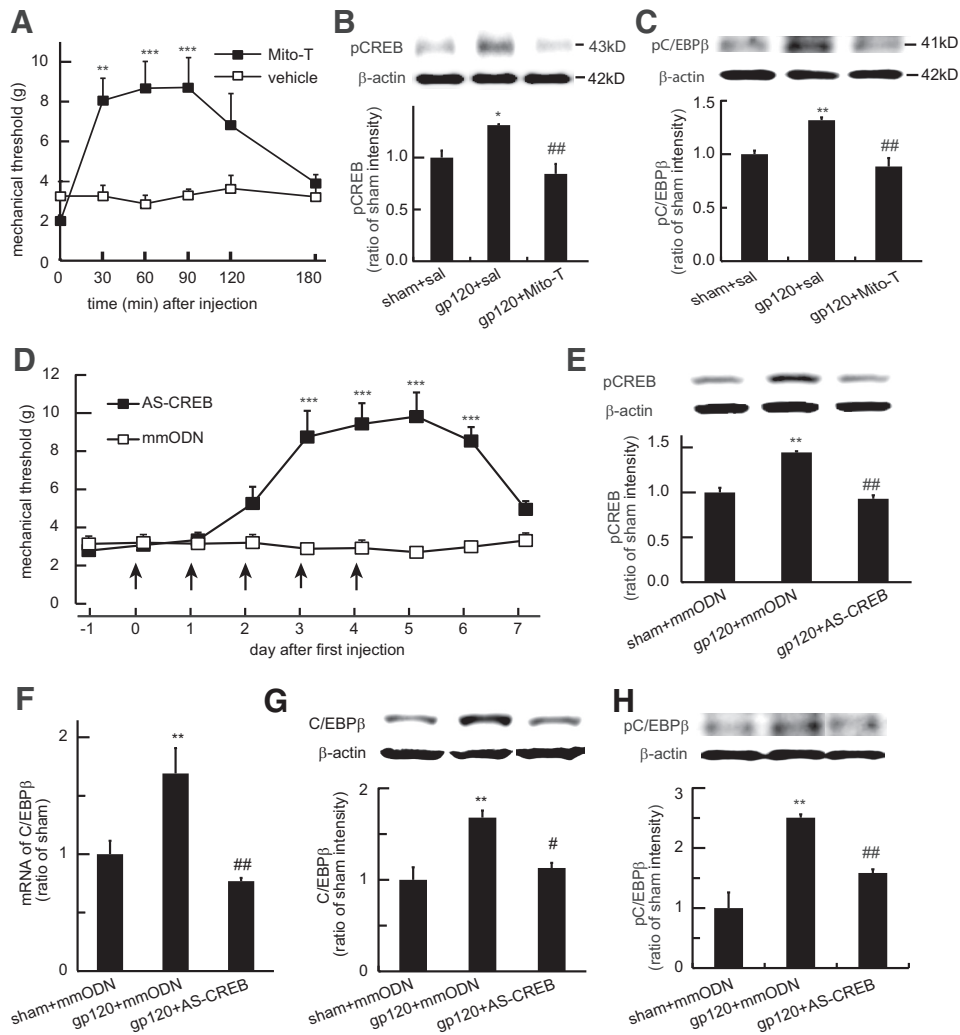 A
mechanical threshold (g)
10
8
6
4
2
0
** *** ***
Mito-T
vehicle
0 30 60 90 120 180
time (min) after injection
B
pCREB
43kD
β-actin
42kD
pCREB
(ratio of sham intensity)
1.0
0.5
0.0
*
##
sham+sal
gp120+sal
gp120+Mito-T
C
pC/EBPβ
41kD
β-actin
42kD
pC/EBPβ
(ratio of sham intensity)
1.5
1.0
0.5
0.0
**
##
sham+sal
gp120+sal
gp120+Mito-T
D
mechanical threshold (g)
12
10
8
6
4
2
0
AS-CREB
mmODN
*** *** *** ***
-1 0 1 2 3 4 5 6 7
day after first injection
E
pCREB
β-actin
pCREB
(ratio of sham intensity)
1.5
1.0
0.5
0.0
**
##
sham+mmODN
gp120+mmODN
gp120+AS-CREB
F
mRNA of C/EBPβ
(ratio of sham)
2
1
0
**
##
sham+mmODN
gp120+mmODN
gp120+AS-CREB
G
C/EBPβ
β-actin
C/EBPβ
(ratio of sham intensity)
2
1
0
**
#
sham+mmODN
gp120+mmODN
gp120+AS-CREB
H
pC/EBPβ
β-actin
pC/EBPβ
(ratio of sham intensity)
3
2
1
0
**
##
sham+mmODN
gp120+mmODN
gp120+AS-CREB